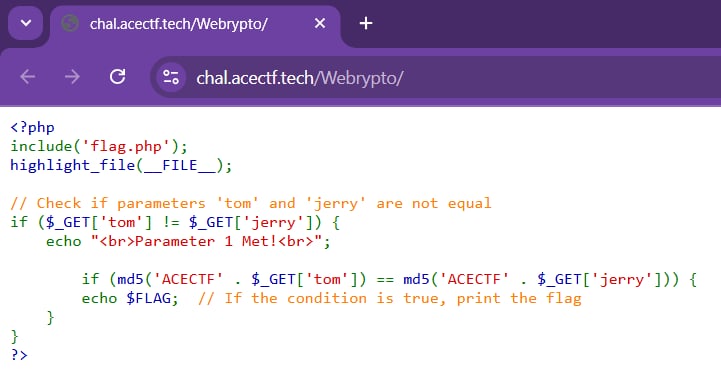 chal.acectf.tech/Webrypto/
chal.acectf.tech/Webrypto/
<?php
include('flag.php');
highlight_file(__FILE__);
// Check if parameters 'tom' and 'jerry' are not equal
if ($_GET['tom'] != $_GET['jerry']) {
    echo "<br>Parameter 1 Met!<br>";
        if (md5('ACECTF' . $_GET['tom']) == md5('ACECTF' . $_GET['jerry'])) {
        echo $FLAG;  // If the condition is true, print the flag
    }
}
?>